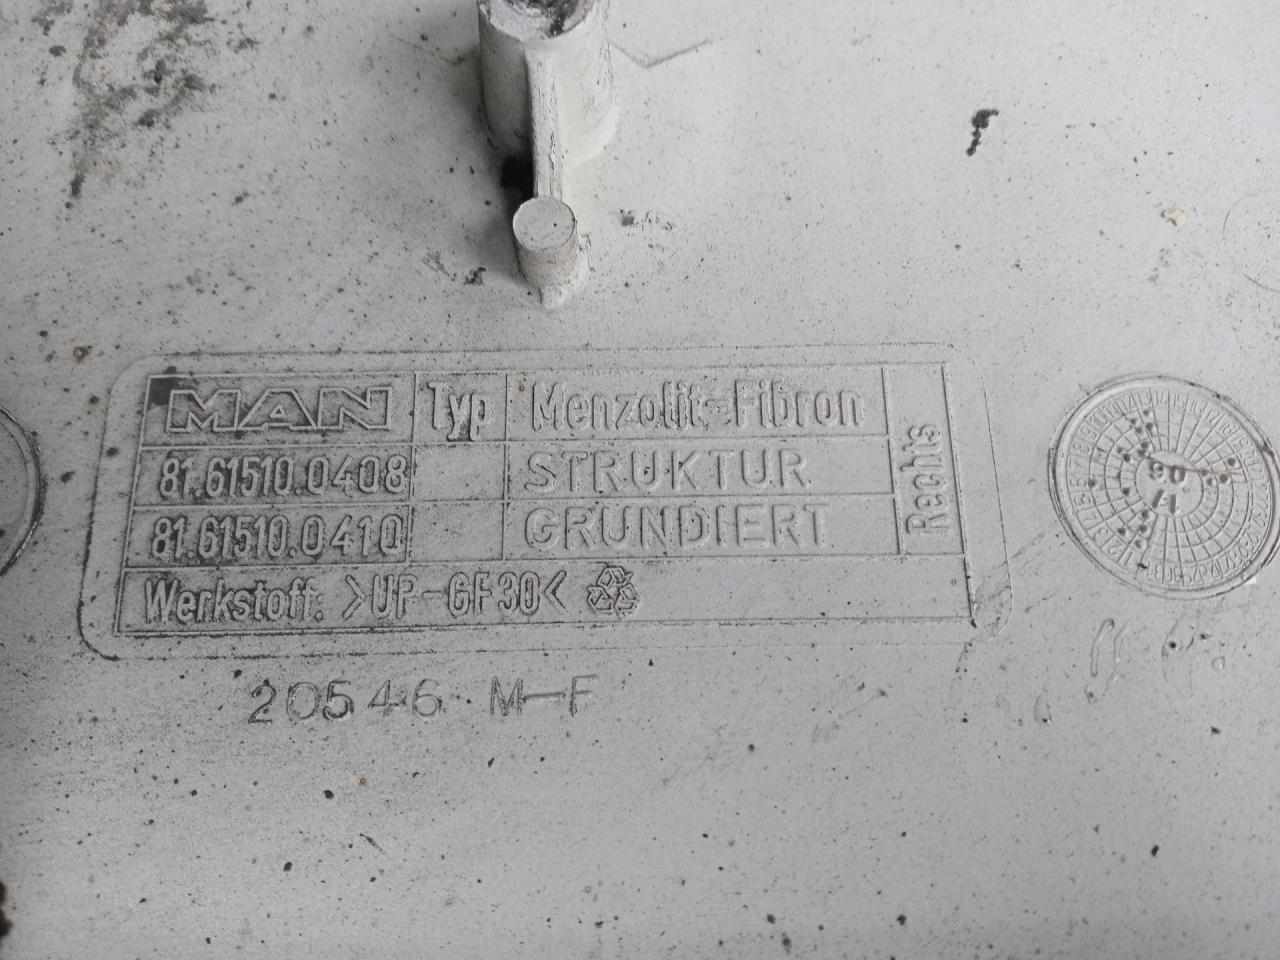 MAN Typ Menzolit-Fibron
81.61510.0408 STRUKTUR
81.61510.0410 GRUNDIERT
Rechts
Werkstoff: >UP-GF30<
20546 M-F